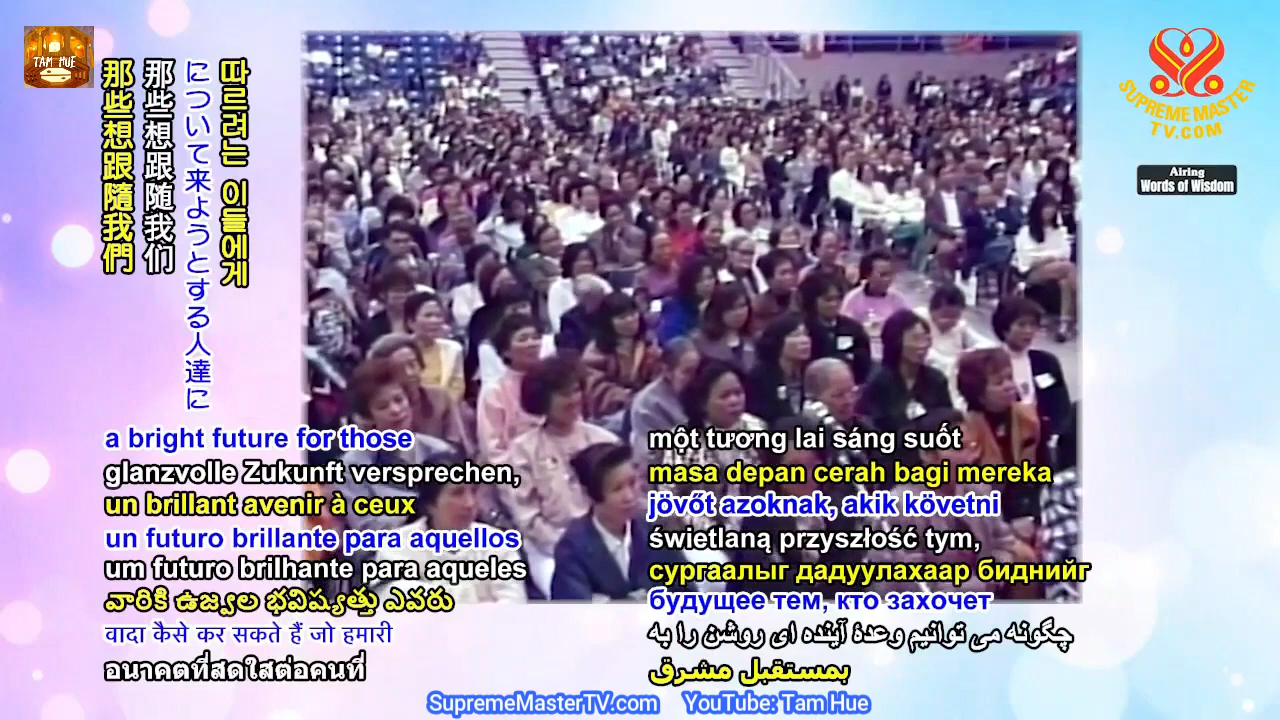 TAM HUE
那些想跟隨我們
那些想跟随我们
について来ようとする人達に
따르려는 이들에게
SUPREME MASTER
TV.COM
Airing
Words of Wisdom
a bright future for those
glanzvolle Zukunft versprechen,
un brillant avenir à ceux
un futuro brillante para aquellos
um futuro brilhante para aqueles
వారికి ఉజ్వల భవిష్యత్తు ఎవరు
वादा कैसे कर सकते हैं जो हमारी
อนาคตที่สดใสต่อคนที่
một tương lai sáng suốt
masa depan cerah bagi mereka
jövőt azoknak, akik követni
świetlaną przyszłość tym,
сургаалыг дадуулахаар биднийг
будущее тем, кто захочет
چگونه می توانیم وعدۀ آینده ای روشن را به
بمستقبل مشرق
SupremeMasterTV.com YouTube: Tam Hue